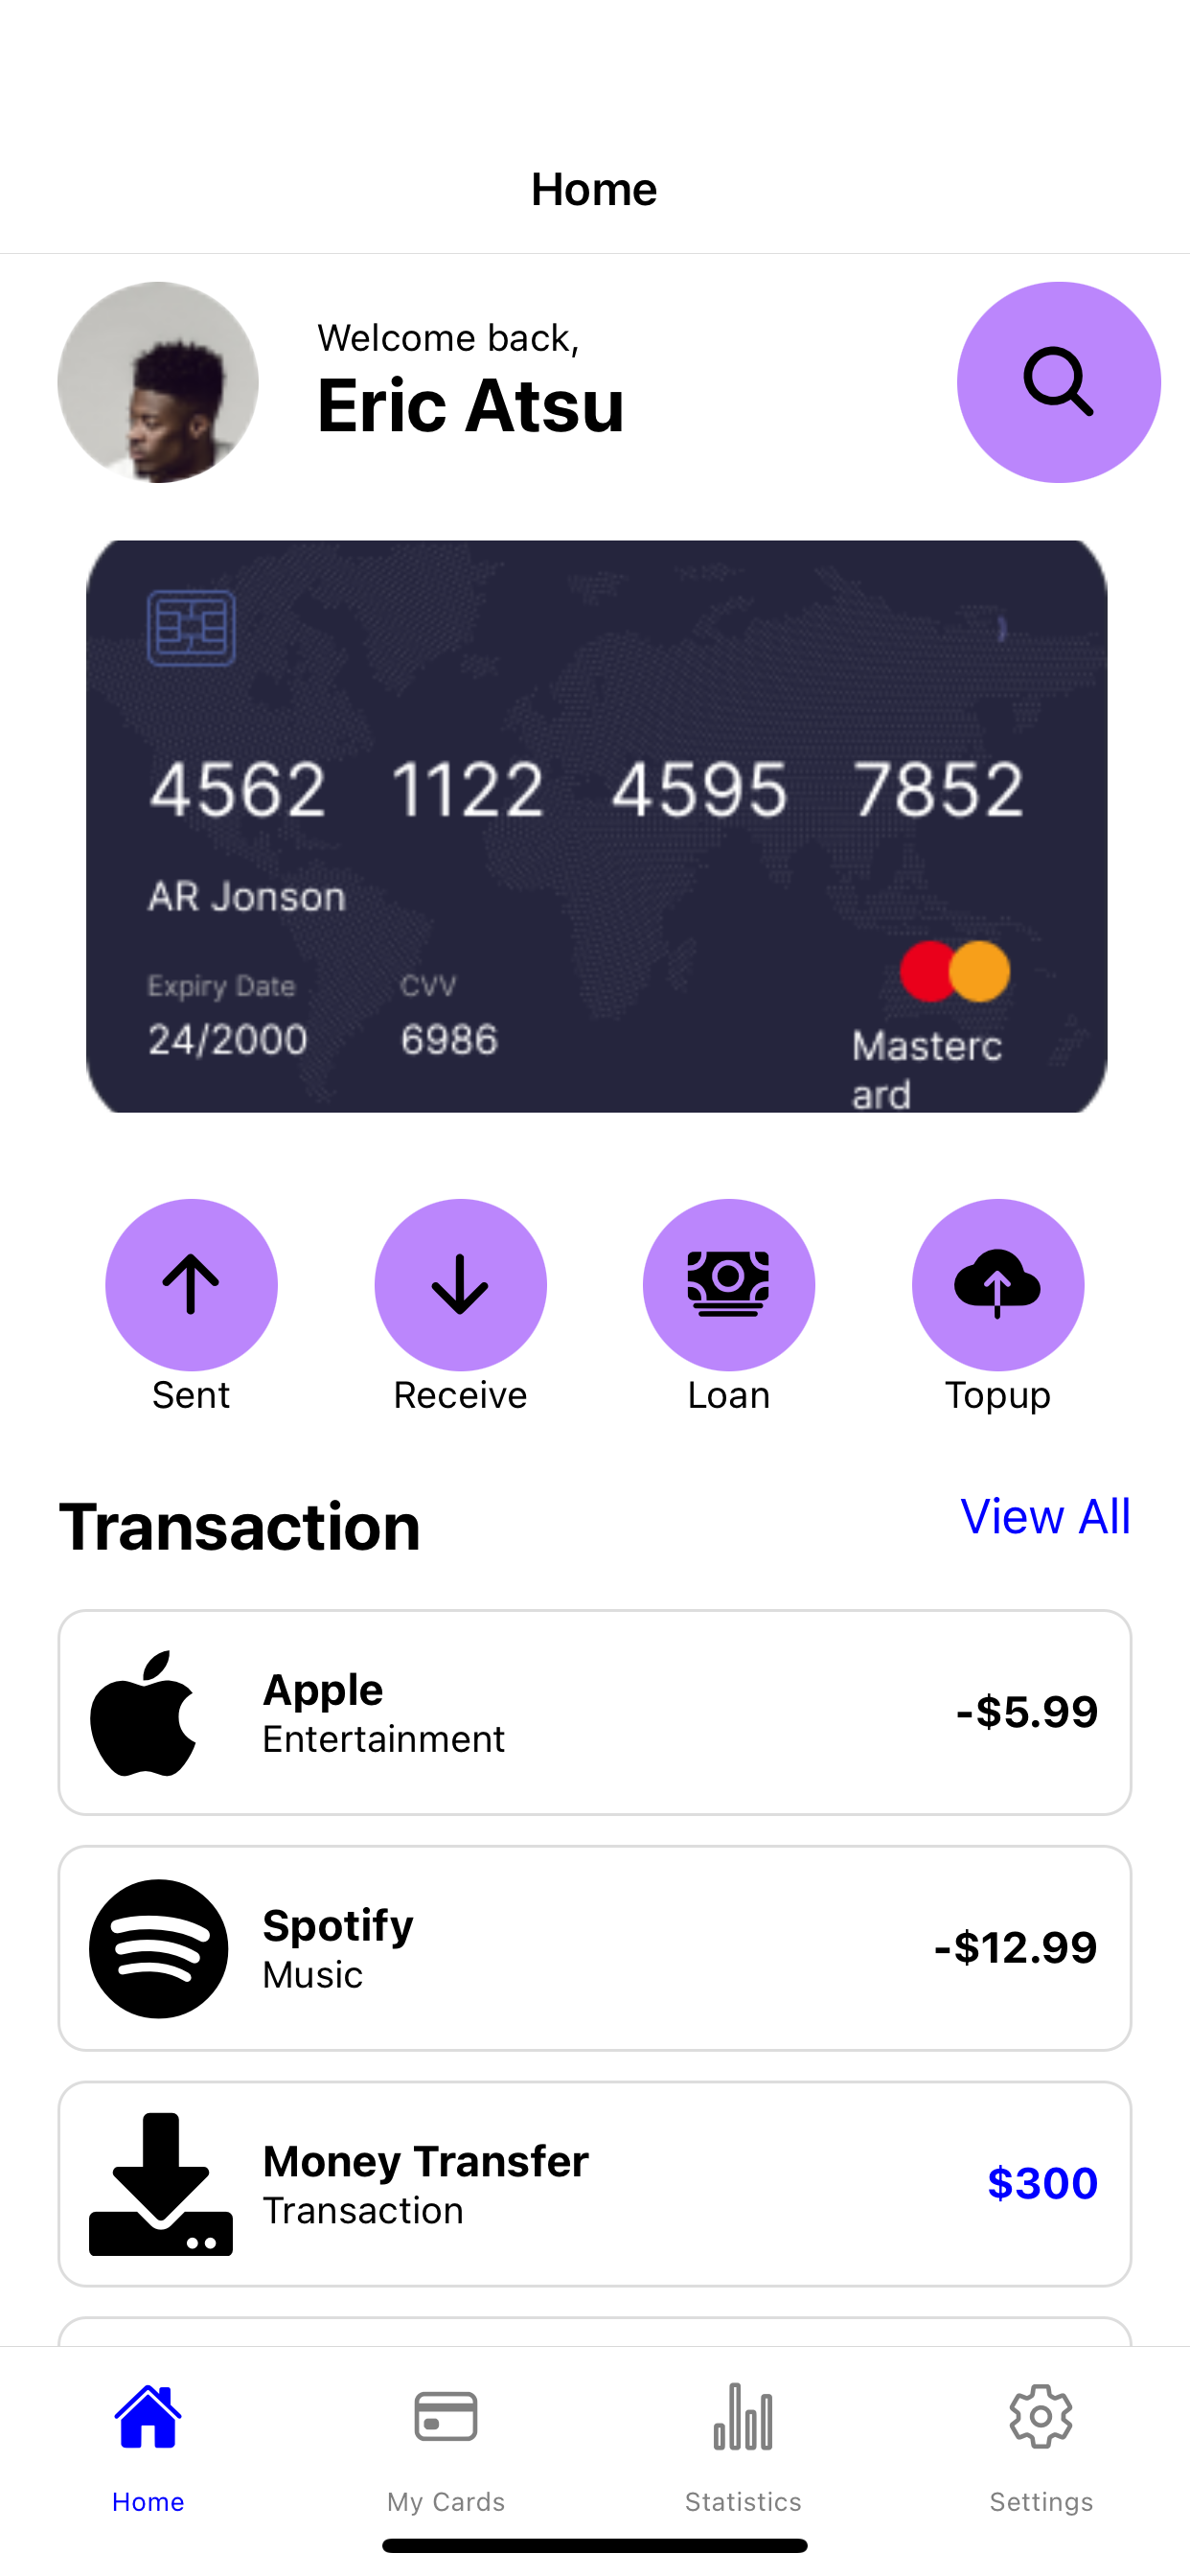 Home
Welcome back,
Eric Atsu
4562 1122 4595 7852
AR Jonson
Expiry Date CVV
24/2000 6986
Masterc
ard
Sent Receive Loan Topup
Transaction View All
Apple
Entertainment
-$5.99
Spotify
Music
-$12.99
Money Transfer
Transaction
$300
Home My Cards Statistics Settings